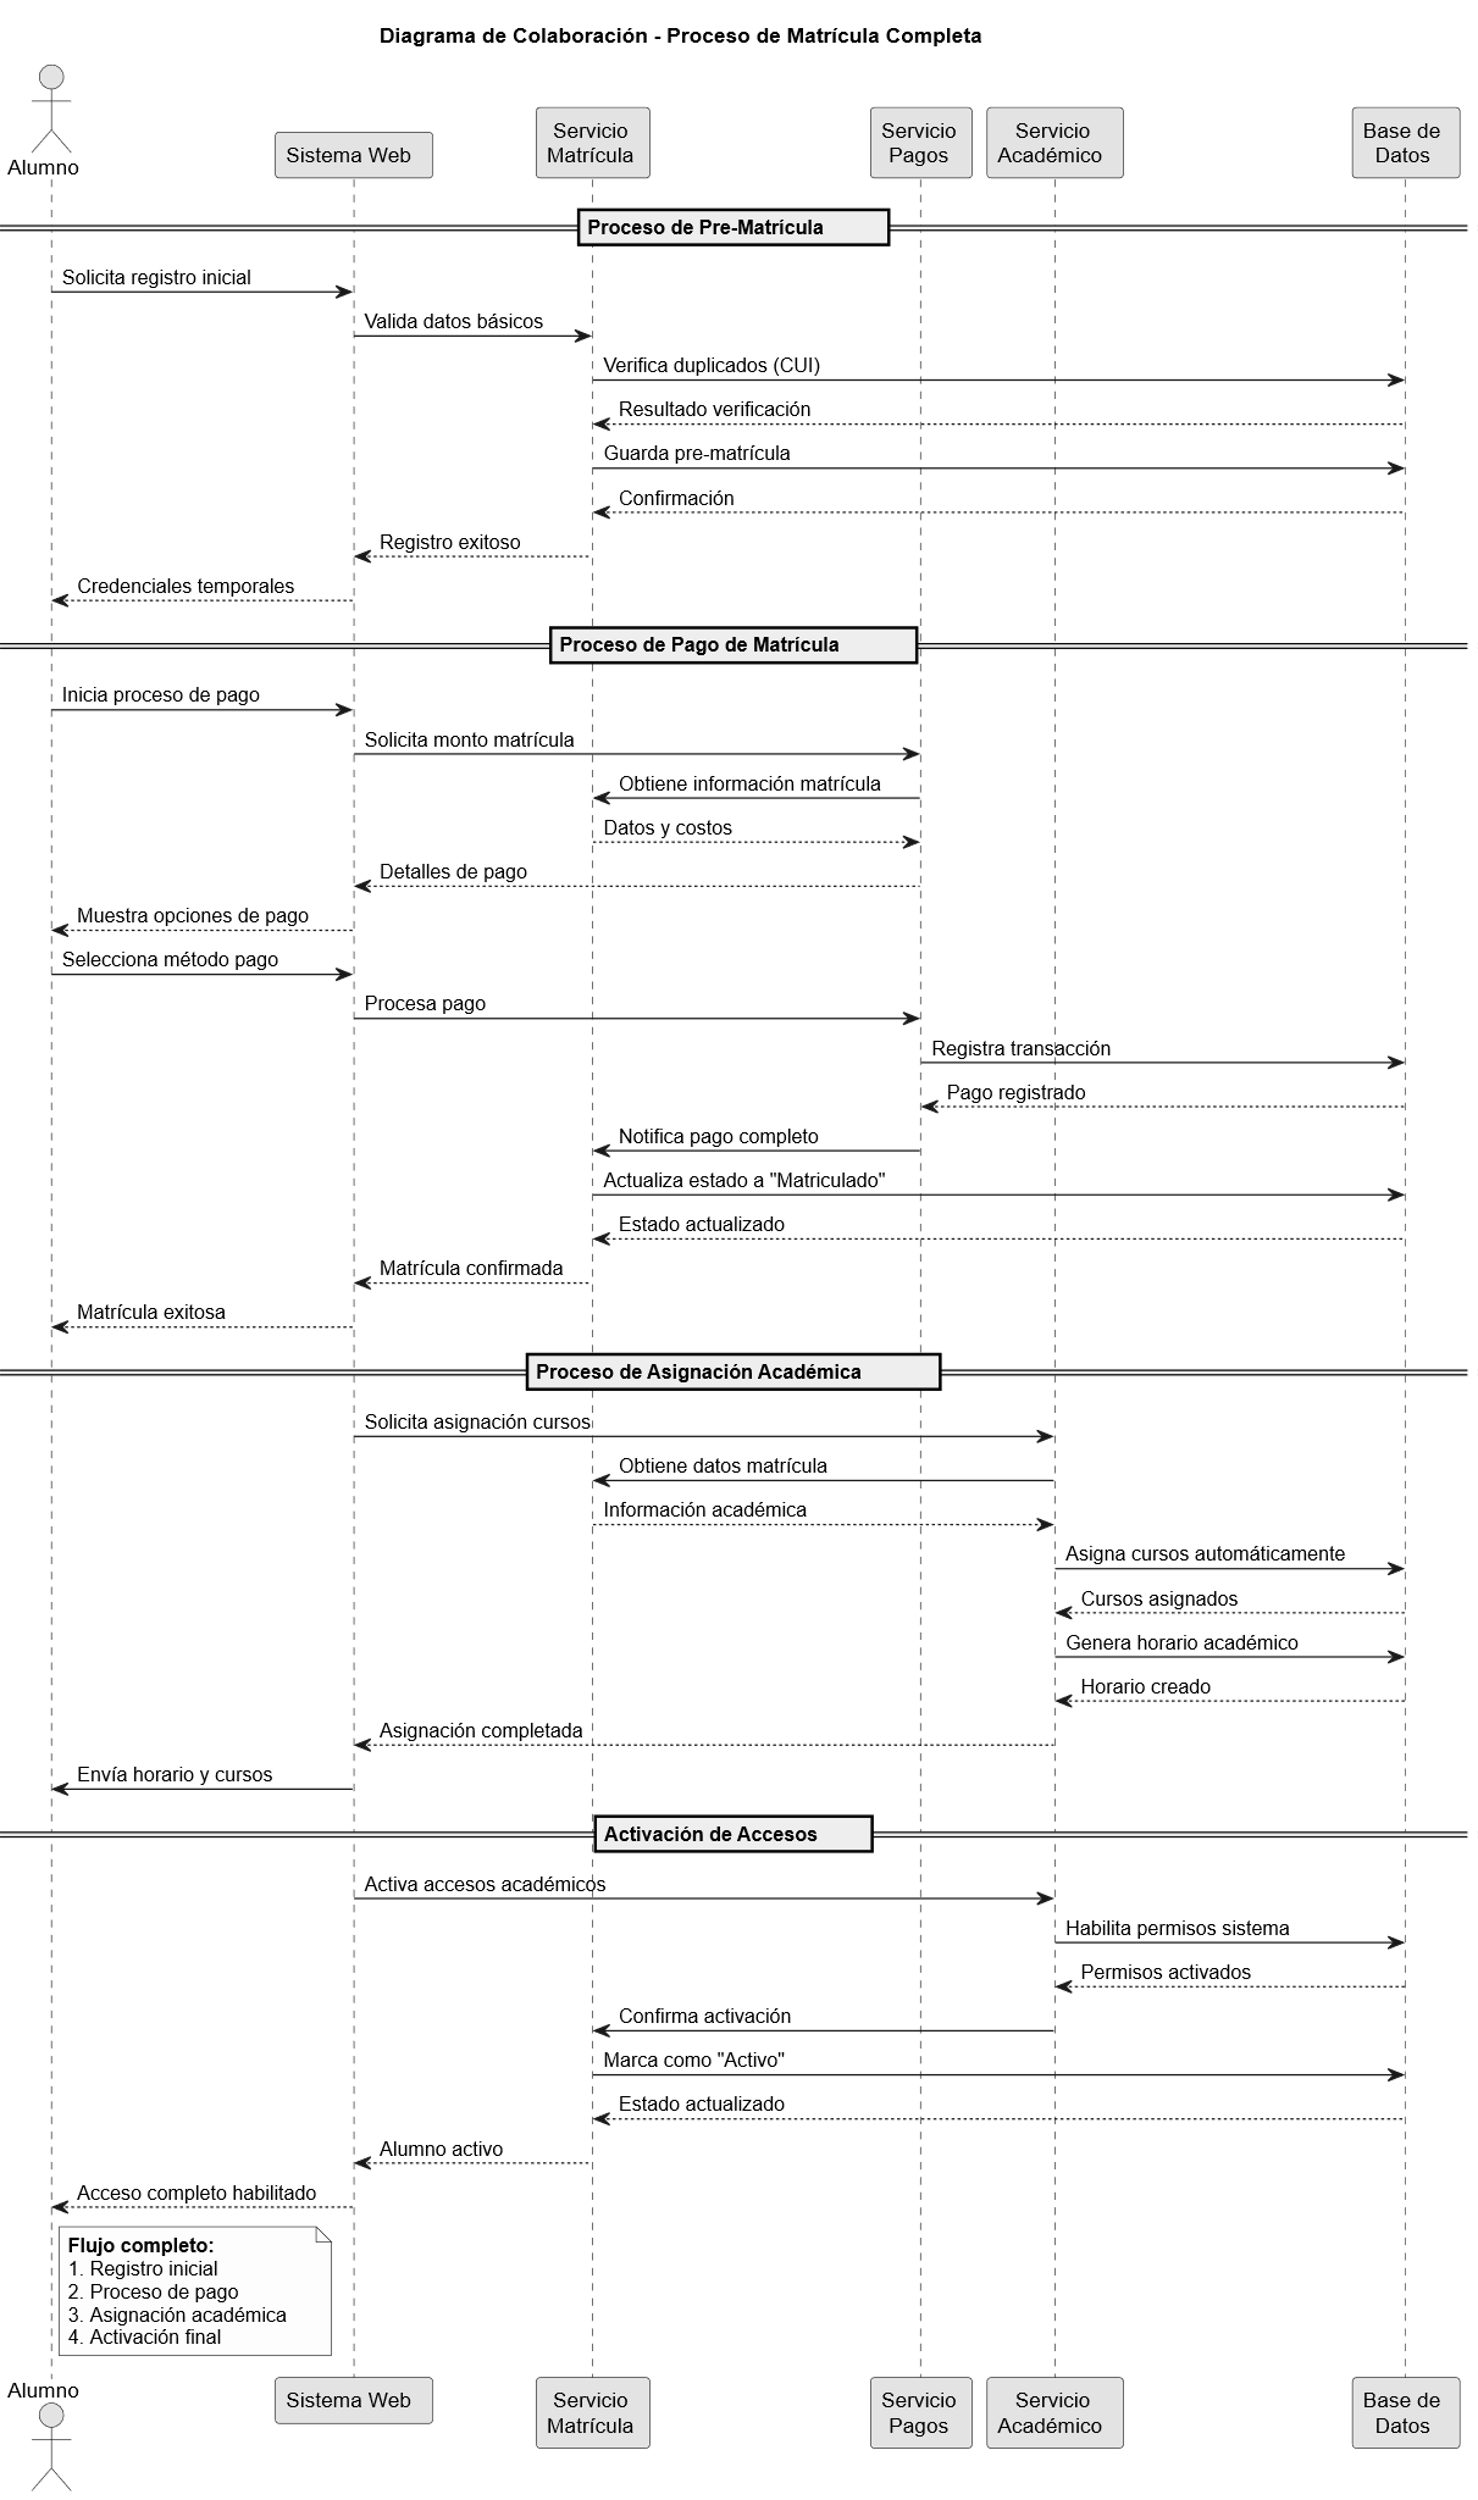 Diagrama de Colaboración - Proceso de Matrícula Completa
Alumno
Sistema Web
Servicio
Matrícula
Servicio
Pagos
Servicio
Académico
Base de
Datos
Proceso de Pre-Matrícula
Solicita registro inicial
Valida datos básicos
Verifica duplicados (CUI)
Resultado verificación
Guarda pre-matrícula
Confirmación
Registro exitoso
Credenciales temporales
Proceso de Pago de Matrícula
Inicia proceso de pago
Solicita monto matrícula
Obtiene información matrícula
Datos y costos
Detalles de pago
Muestra opciones de pago
Selecciona método pago
Procesa pago
Registra transacción
Pago registrado
Notifica pago completo
Actualiza estado a "Matriculado"
Estado actualizado
Matrícula confirmada
Matrícula exitosa
Proceso de Asignación Académica
Solicita asignación cursos
Obtiene datos matrícula
Información académica
Asigna cursos automáticamente
Cursos asignados
Genera horario académico
Horario creado
Asignación completada
Envía horario y cursos
Activación de Accesos
Activa accesos académicos
Habilita permisos sistema
Permisos activados
Confirma activación
Marca como "Activo"
Estado actualizado
Alumno activo
Acceso completo habilitado
Flujo completo:
1. Registro inicial
2. Proceso de pago
3. Asignación académica
4. Activación final
Alumno
Sistema Web
Servicio
Matrícula
Servicio
Pagos
Servicio
Académico
Base de
Datos